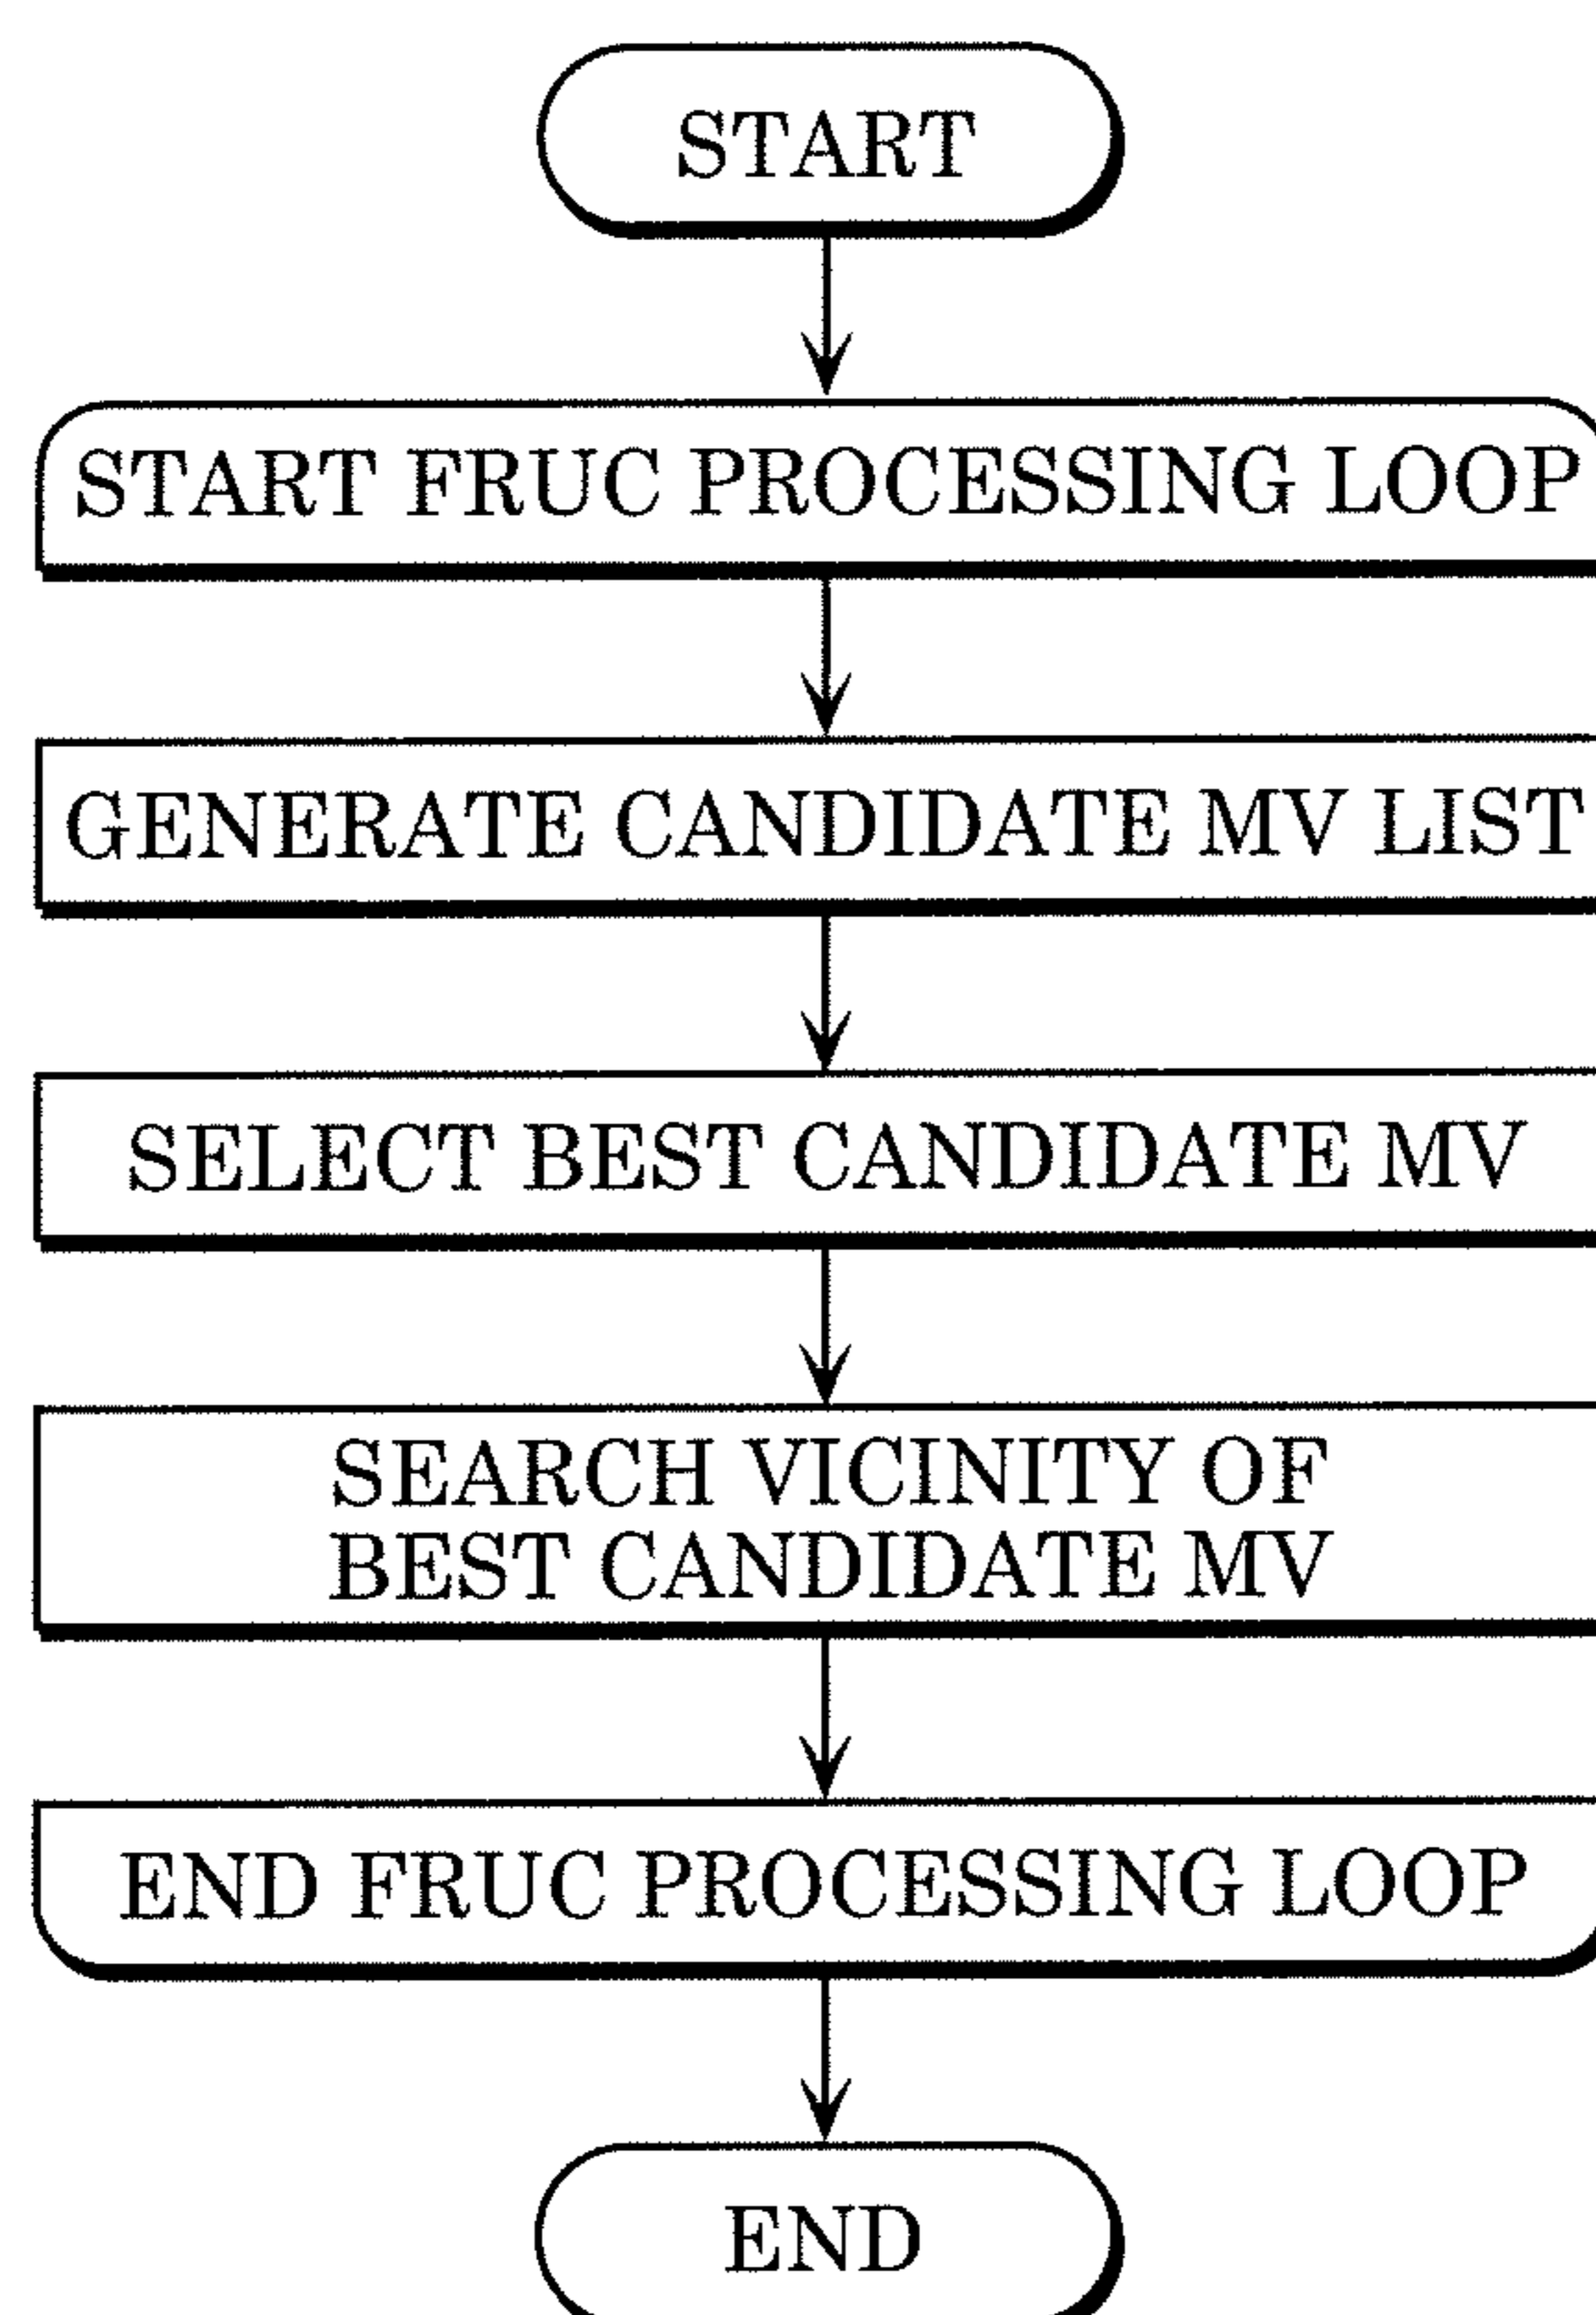 START
START FRUC PROCESSING LOOP
GENERATE CANDIDATE MV LIST
SELECT BEST CANDIDATE MV
SEARCH VICINITY OF
BEST CANDIDATE MV
END FRUC PROCESSING LOOP
END